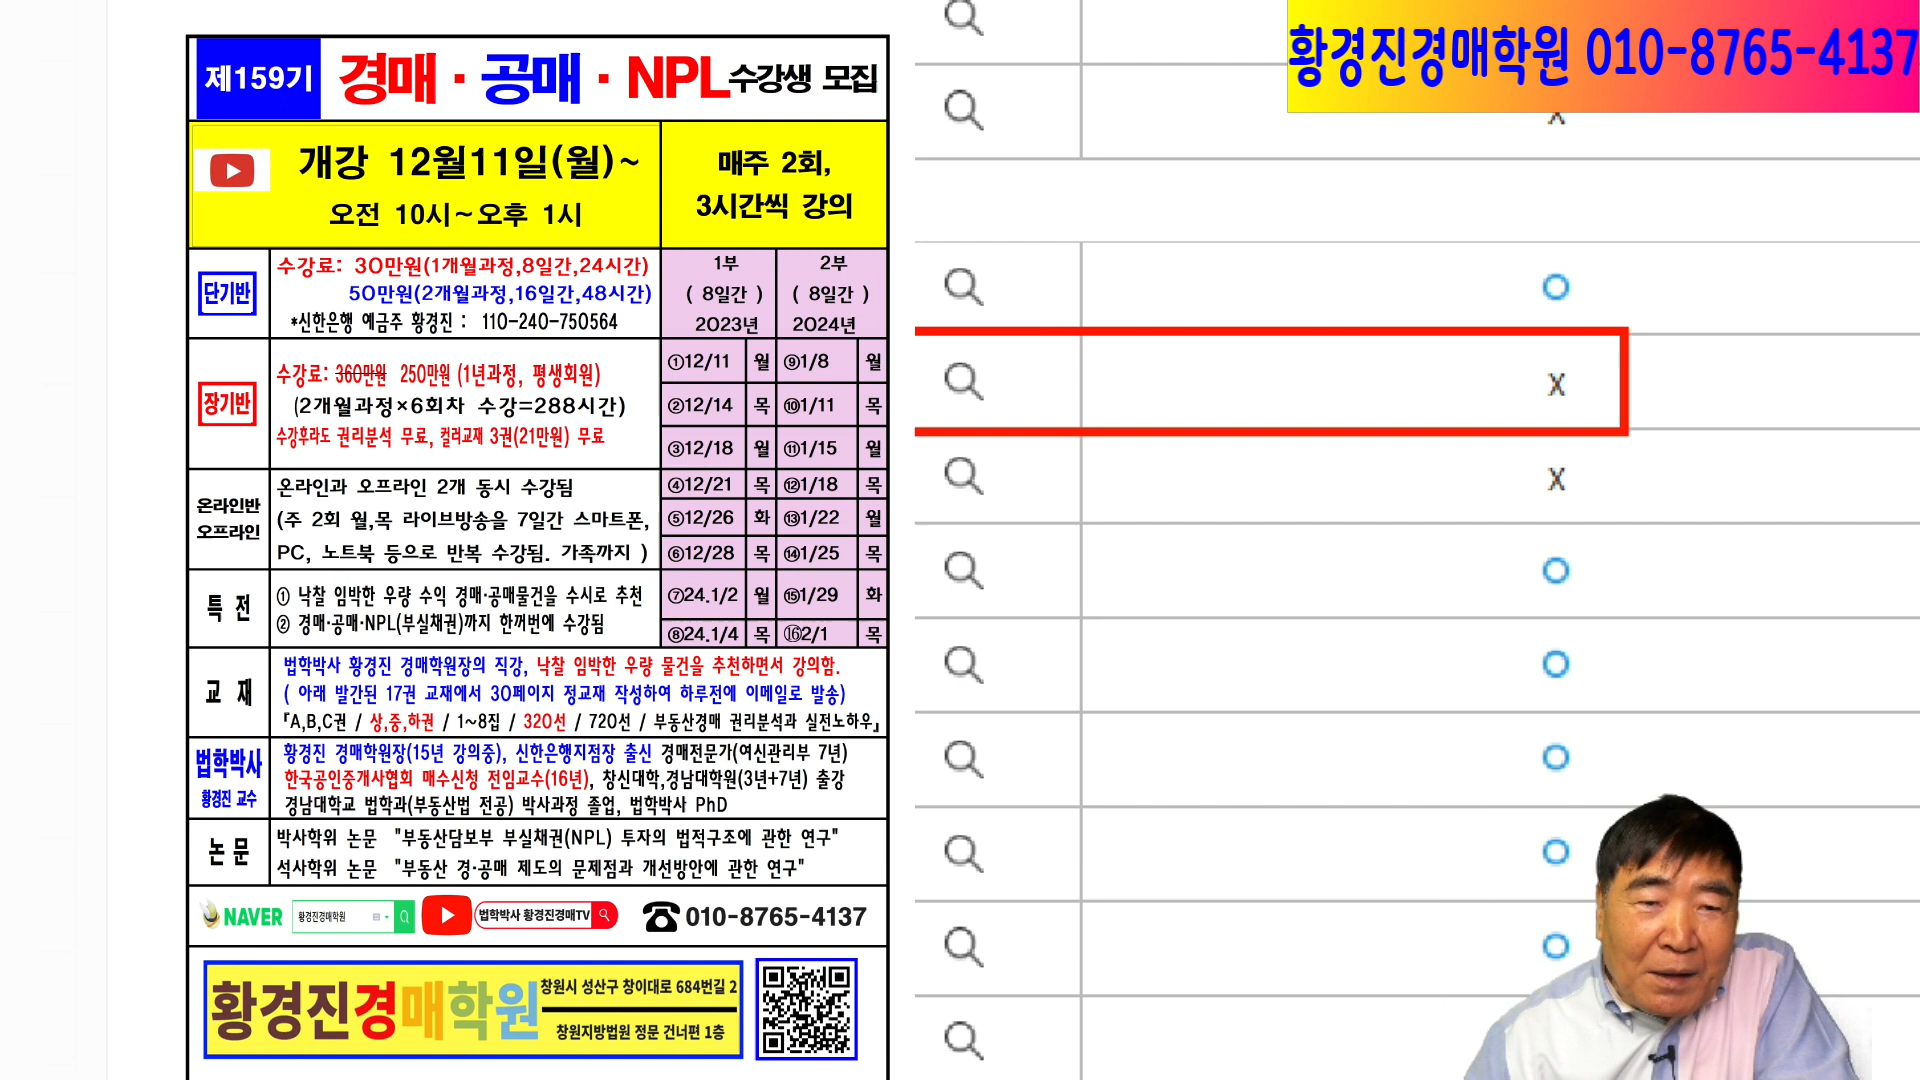 제159기 경매 · 공매 · NPL수강생 모집
개강 12월11일(월)~
오전 10시~오후 1시
매주 2회,
3시간씩 강의
단기반
수강료: 30만원(1개월과정,8일간,24시간)
50만원(2개월과정,16일간,48시간)
*신한은행 예금주 황경진 : 110-240-750564
1부
( 8일간 )
2023년
2부
( 8일간 )
2024년
장기반
수강료: 360만원 250만원 (1년과정, 평생회원)
(2개월과정×6회차 수강=288시간)
수강후라도 권리분석 무료, 컬러교재 3권(21만원) 무료
①12/11 월 ⑨1/8 월
②12/14 목 ⑩1/11 목
③12/18 월 ⑪1/15 월
④12/21 목 ⑫1/18 목
⑤12/26 화 ⑬1/22 월
⑥12/28 목 ⑭1/25 목
⑦24.1/2 월 ⑮1/29 화
⑧24.1/4 목 ⑯2/1 목
온라인반
오프라인
온라인과 오프라인 2개 동시 수강됨
(주 2회 월,목 라이브방송을 7일간 스마트폰,
PC, 노트북 등으로 반복 수강됨. 가족까지 )
특 전
① 낙찰 임박한 우량 수익 경매·공매물건을 수시로 추천
② 경매·공매·NPL(부실채권)까지 한꺼번에 수강됨
교 재
법학박사 황경진 경매학원장의 직강, 낙찰 임박한 우량 물건을 추천하면서 강의함.
( 아래 발간된 17권 교재에서 30페이지 정교재 작성하여 하루전에 이메일로 발송)
『A,B,C권 / 상,중,하권 / 1~8집 / 320선 / 720선 / 부동산경매 권리분석과 실전노하우』
법학박사
황경진 교수
황경진 경매학원장(15년 강의중), 신한은행지점장 출신 경매전문가(여신관리부 7년)
한국공인중개사협회 매수신청 전임교수(16년), 창신대학,경남대학원(3년+7년) 출강
경남대학교 법학과(부동산법 전공) 박사과정 졸업, 법학박사 PhD
논 문
박사학위 논문 "부동산담보부 부실채권(NPL) 투자의 법적구조에 관한 연구"
석사학위 논문 "부동산 경·공매 제도의 문제점과 개선방안에 관한 연구"
NAVER 황경진경매학원 법학박사 황경진경매TV 010-8765-4137
황경진경매학원
창원시 성산구 창이대로 684번길 2
창원지방법원 정문 건너편 1층
황경진경매학원 010-8765-4137
X
O
X
X
O
O
O
O
O